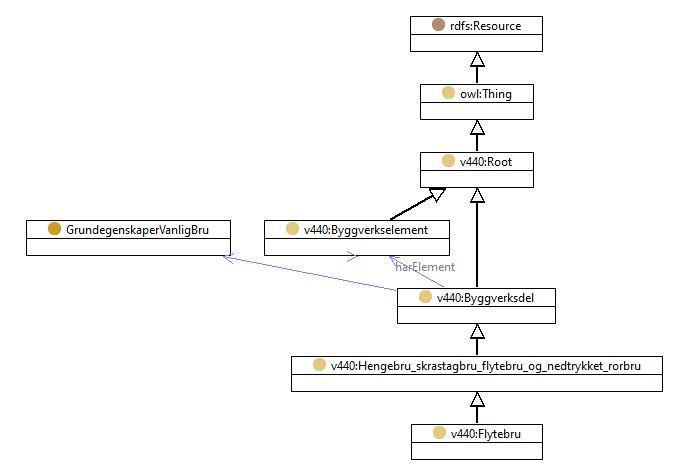 rdfs:Resource
owl:Thing
v440:Root
GrundegenskaperVanligBru
v440:Byggverkselement
harElement
v440:Byggverksdel
v440:Hengebru_skrastagbru_flytebru_og_nedtrykket_rorbru
v440:Flytebru